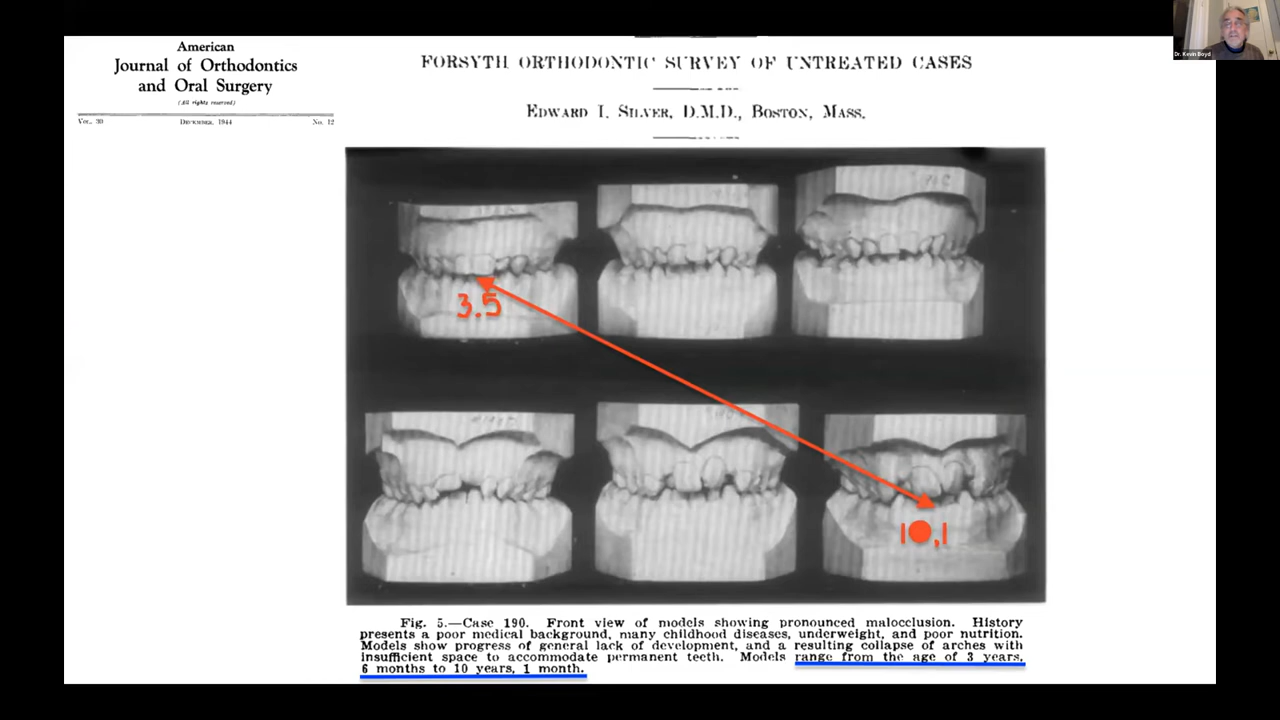 American
Journal of Orthodontics
and Oral Surgery
(All rights reserved)
Vol. 30 December, 1944 No. 12
Forsyth Orthodontic Survey of Untreated Cases
Edward I. Silver, D.M.D., Boston, Mass.
3.5
10,1
Fig. 5.—Case 190. Front view of models showing pronounced malocclusion. History
presents a poor medical background, many childhood diseases, underweight, and poor nutrition.
Models show progress of general lack of development, and a resulting collapse of arches with
insufficient space to accommodate permanent teeth. Models range from the age of 3 years,
6 months to 10 years, 1 month.
Dr. Kevin Boyd